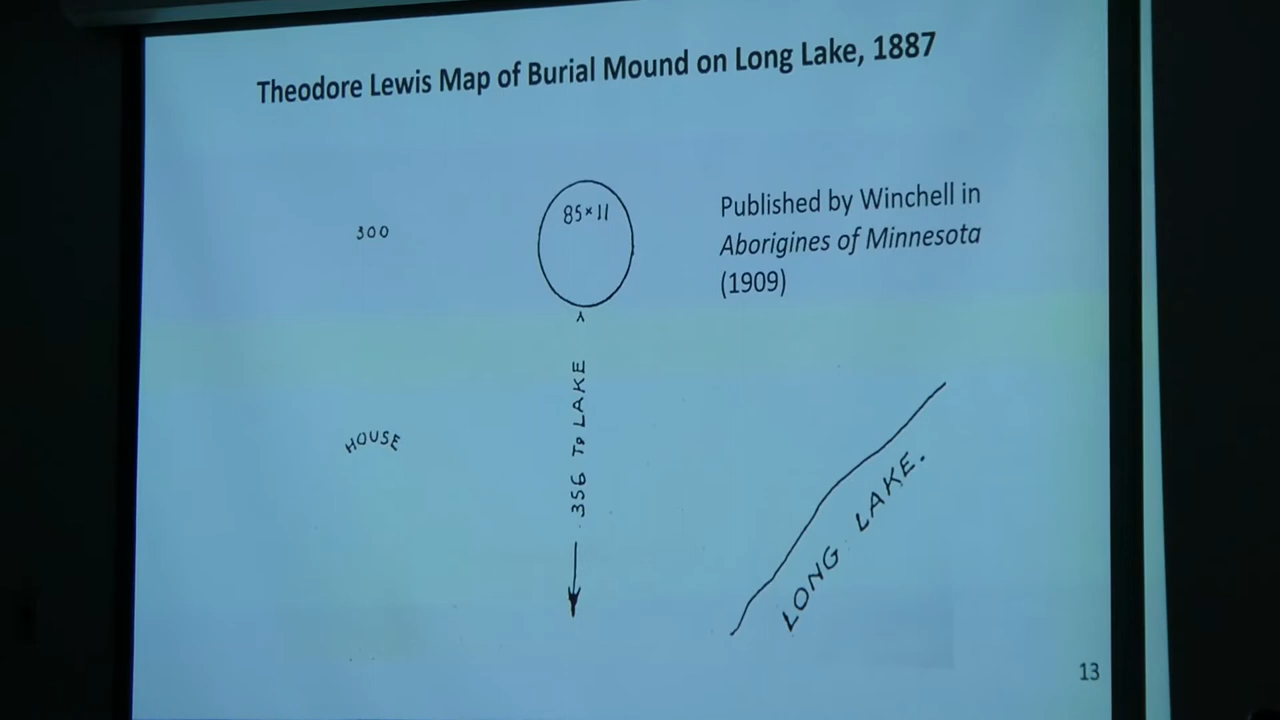 Theodore Lewis Map of Burial Mound on Long Lake, 1887
300
85×11
Published by Winchell in
Aborigines of Minnesota
(1909)
HOUSE
356 To LAKE
LONG LAKE.
13